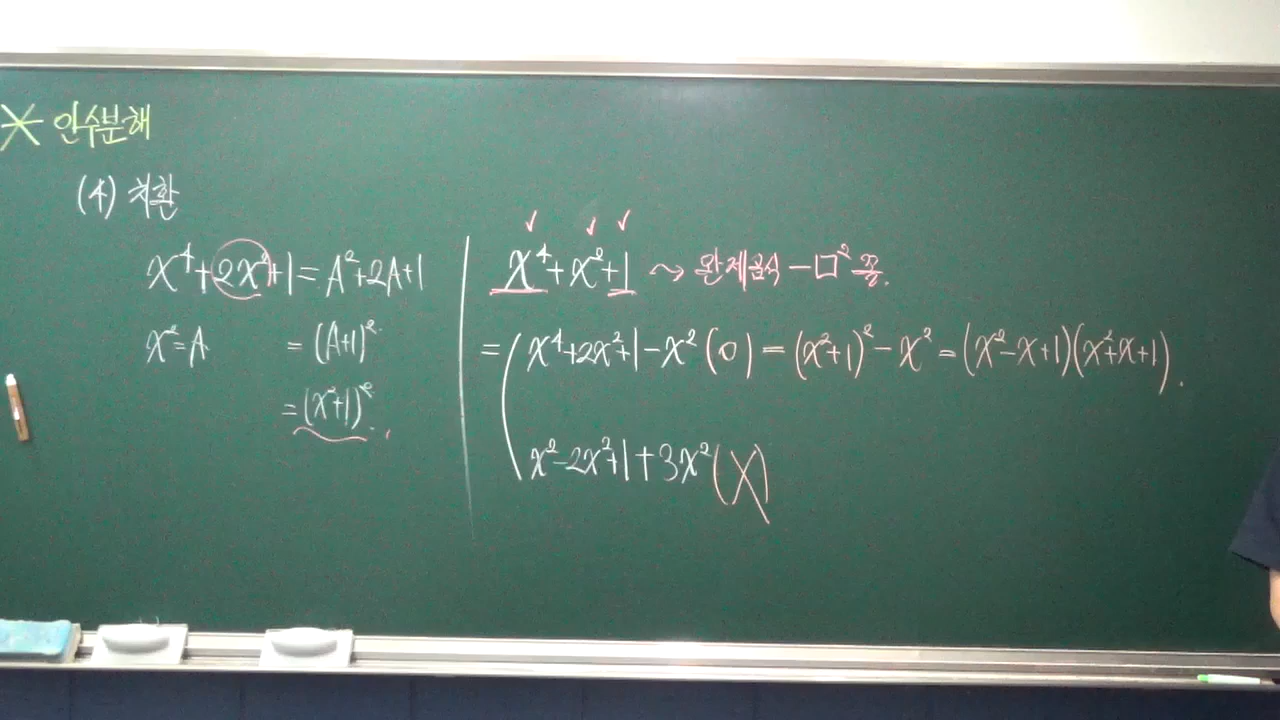 * 인수분해
(4) 치환
x⁴+2x²+1=A²+2A+1
x²=A
=(A+1)².
=(x²+1)².
x⁴+x²+1 ⇝ 완제곱식 -□² 꼴.
= ( x⁴+2x²+1-x² (O) = (x²+1)²-x² = (x²-x+1)(x²+x+1).
x²-2x²+1+3x² (X)